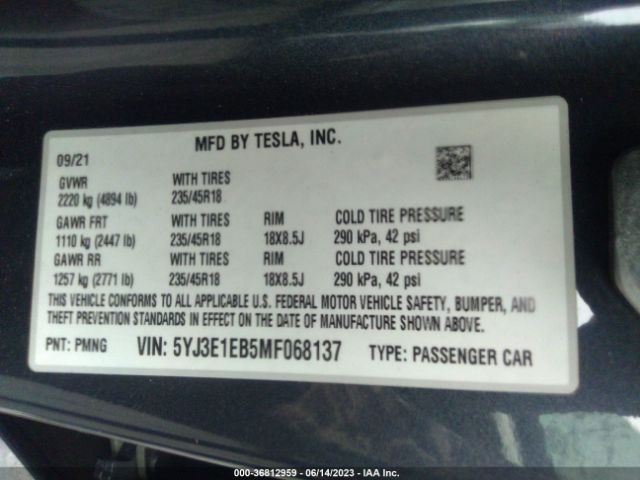 MFD BY TESLA, INC.
09/21
GVWR WITH TIRES
2220 kg (4894 lb) 235/45R18
GAWR FRT WITH TIRES RIM COLD TIRE PRESSURE
1110 kg (2447 lb) 235/45R18 18X8.5J 290 kPa, 42 psi
GAWR RR WITH TIRES RIM COLD TIRE PRESSURE
1257 kg (2771 lb) 235/45R18 18X8.5J 290 kPa, 42 psi
THIS VEHICLE CONFORMS TO ALL APPLICABLE U.S. FEDERAL MOTOR VEHICLE SAFETY, BUMPER, AND
THEFT PREVENTION STANDARDS IN EFFECT ON THE DATE OF MANUFACTURE SHOWN ABOVE.
PNT: PMNG VIN: 5YJ3E1EB5MF068137 TYPE: PASSENGER CAR
000-36812959 - 06/14/2023 - IAA Inc.